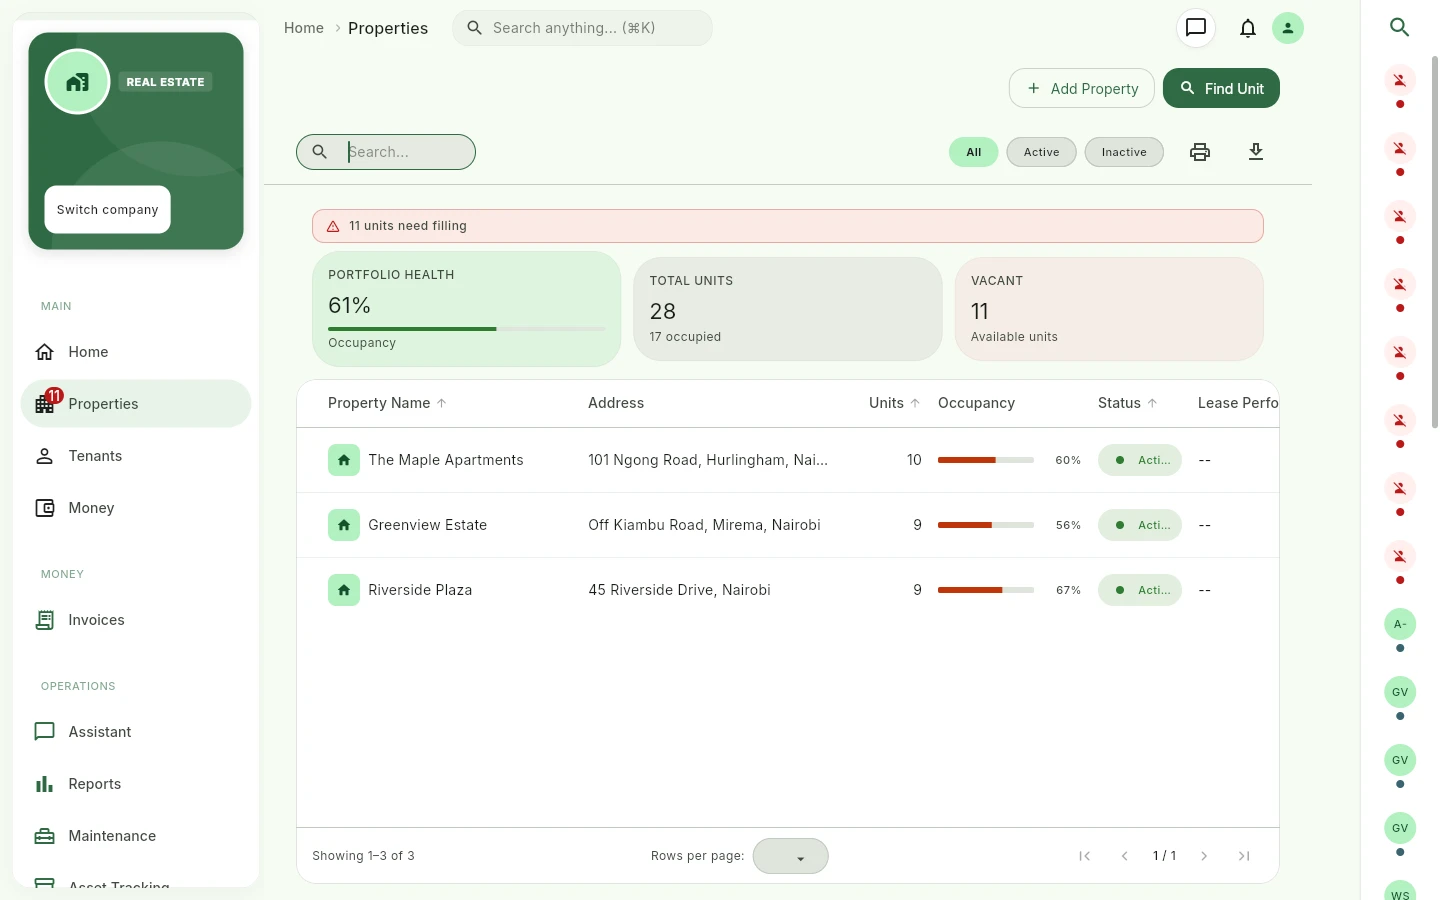 Home
Properties
Search anything... (⌘K)
REAL ESTATE
Switch company
Add Property
Find Unit
Search...
All
Active
Inactive
11 units need filling
PORTFOLIO HEALTH
61%
Occupancy
TOTAL UNITS
28
17 occupied
VACANT
11
Available units
MAIN
Home
11
Properties
Tenants
Money
MONEY
Invoices
OPERATIONS
Assistant
Reports
Maintenance
Asset Tracking
Property Name Address Units Occupancy Status Lease Perfo
The Maple Apartments 101 Ngong Road, Hurlingham, Nai... 10 60% Acti... --
Greenview Estate Off Kiambu Road, Mirema, Nairobi 9 56% Acti... --
Riverside Plaza 45 Riverside Drive, Nairobi 9 67% Acti... --
Showing 1–3 of 3
Rows per page:
1 / 1
A-
GV
GV
GV
WS